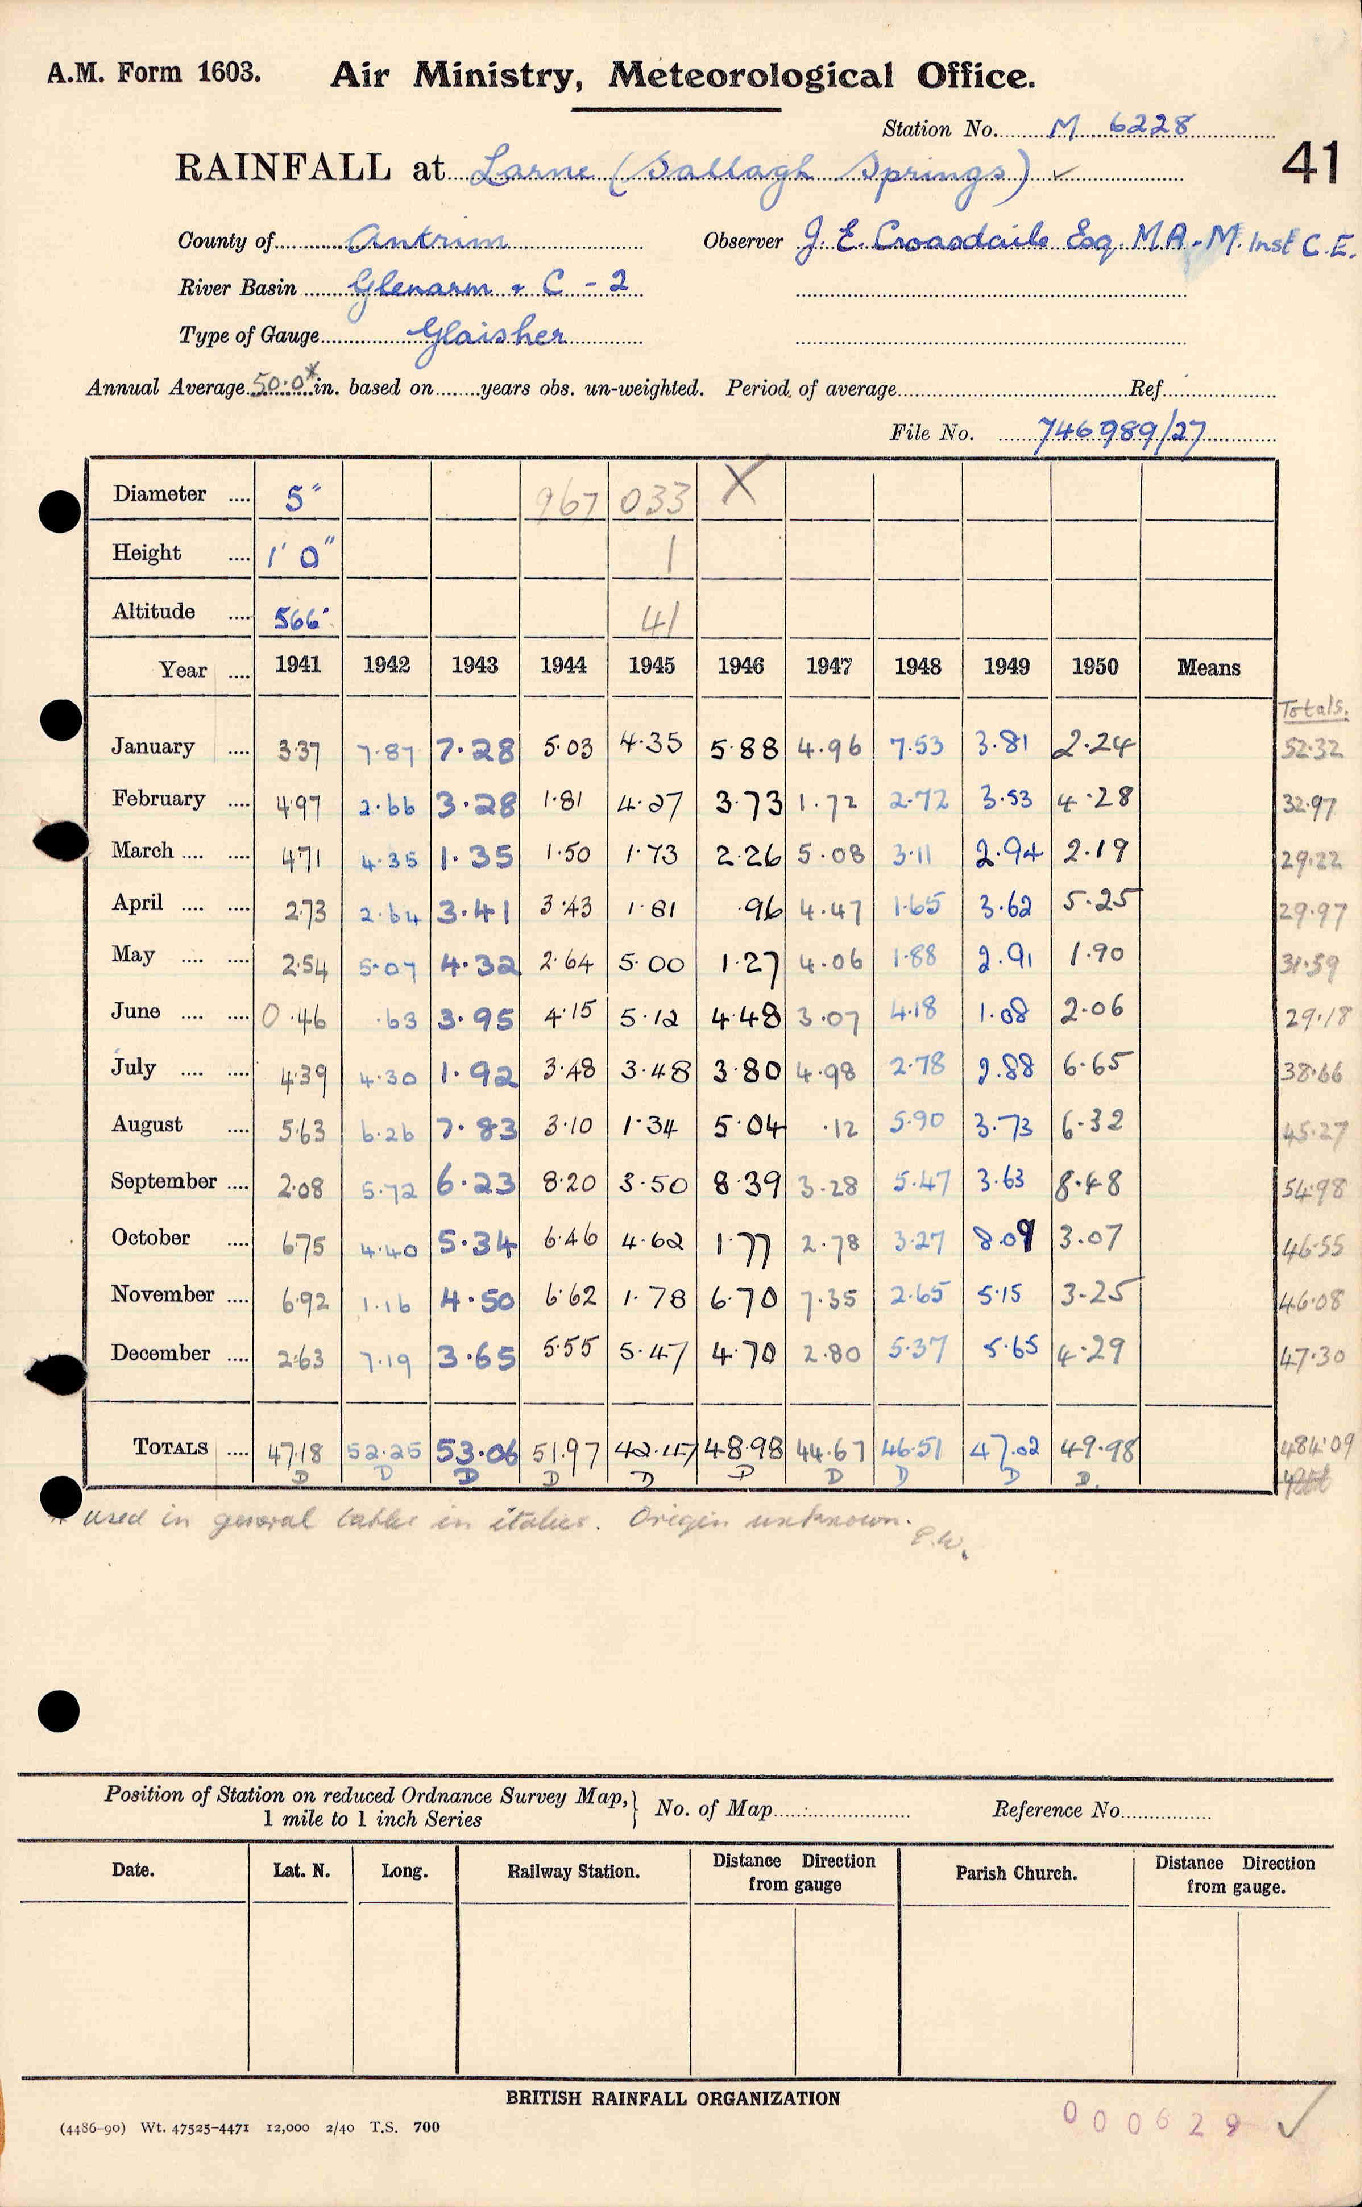 A.M. Form 1603. Air Ministry, Meteorological Office.
Station No. M 6228
41
RAINFALL at Larne (Sallagh Springs) ✓
County of Antrim Observer J. E. Croasdaile Esq. M.A. M. Inst C.E.
River Basin Glenarm & C - 2
Type of Gauge Glaisher
Annual Average 50.0* in. based on ........ years obs. un-weighted. Period of average ........ Ref ........
File No. 746989/27
Diameter .... 5" 967 033 X
Height .... 1' 0" 1
Altitude .... 566' 41
Year .... 1941 1942 1943 1944 1945 1946 1947 1948 1949 1950 Means
Totals.
January .... 3.37 7.87 7.28 5.03 4.35 5.88 4.96 7.53 3.81 2.24 52.32
February .... 4.97 2.66 3.28 1.81 4.27 3.73 1.72 2.72 3.53 4.28 32.97
March .... .... 4.71 4.35 1.35 1.50 1.73 2.26 5.08 3.11 2.94 2.19 29.22
April .... .... 2.73 2.64 3.41 3.43 1.81 .96 4.47 1.65 3.62 5.25 29.97
May .... .... 2.54 5.07 4.32 2.64 5.00 1.27 4.06 1.88 2.91 1.90 31.59
June .... .... 0.46 .63 3.95 4.15 5.12 4.48 3.07 4.18 1.08 2.06 29.18
July .... .... 4.39 4.30 1.92 3.48 3.48 3.80 4.98 2.78 2.88 6.65 38.66
August .... 5.63 6.26 7.83 3.10 1.34 5.04 .12 5.90 3.73 6.32 45.27
September .... 2.08 5.72 6.23 8.20 3.50 8.39 3.28 5.47 3.63 8.48 54.98
October .... 6.75 4.40 5.34 6.46 4.62 1.77 2.78 3.27 8.09 3.07 46.55
November .... 6.92 1.16 4.50 6.62 1.78 6.70 7.35 2.65 5.15 3.25 46.08
December .... 2.63 7.19 3.65 5.55 5.47 4.70 2.80 5.37 5.65 4.29 47.30
TOTALS .... 47.18 52.25 53.06 51.97 42.47 48.98 44.67 46.51 47.02 49.98 484.09
D D D D D D D D D D.
* used in general table in italics. Origin unknown. E.W.
Position of Station on reduced Ordnance Survey Map, } No. of Map ........ Reference No. ........
1 mile to 1 inch Series
Date. Lat. N. Long. Railway Station. Distance Direction from gauge Parish Church. Distance Direction from gauge.
BRITISH RAINFALL ORGANIZATION
(4486-90) Wt. 47525-4471 12,000 2/40 T.S. 700
000629 ✓